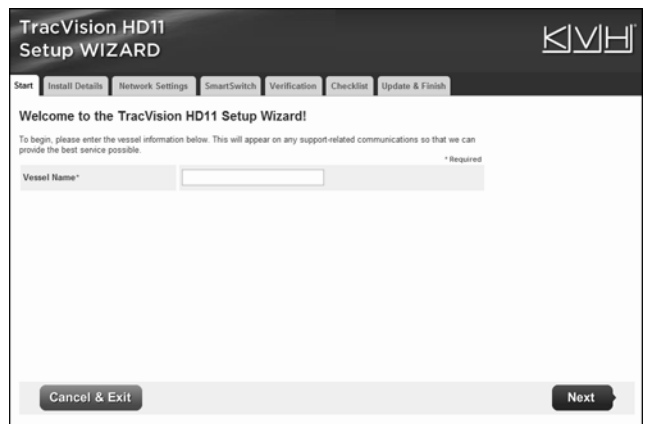 TracVision HD11
Setup WIZARD
KVH
Start
Install Details
Network Settings
SmartSwitch
Verification
Checklist
Update & Finish
Welcome to the TracVision HD11 Setup Wizard!
To begin, please enter the vessel information below. This will appear on any support-related communications so that we can
provide the best service possible.
* Required
Vessel Name*
Cancel & Exit
Next